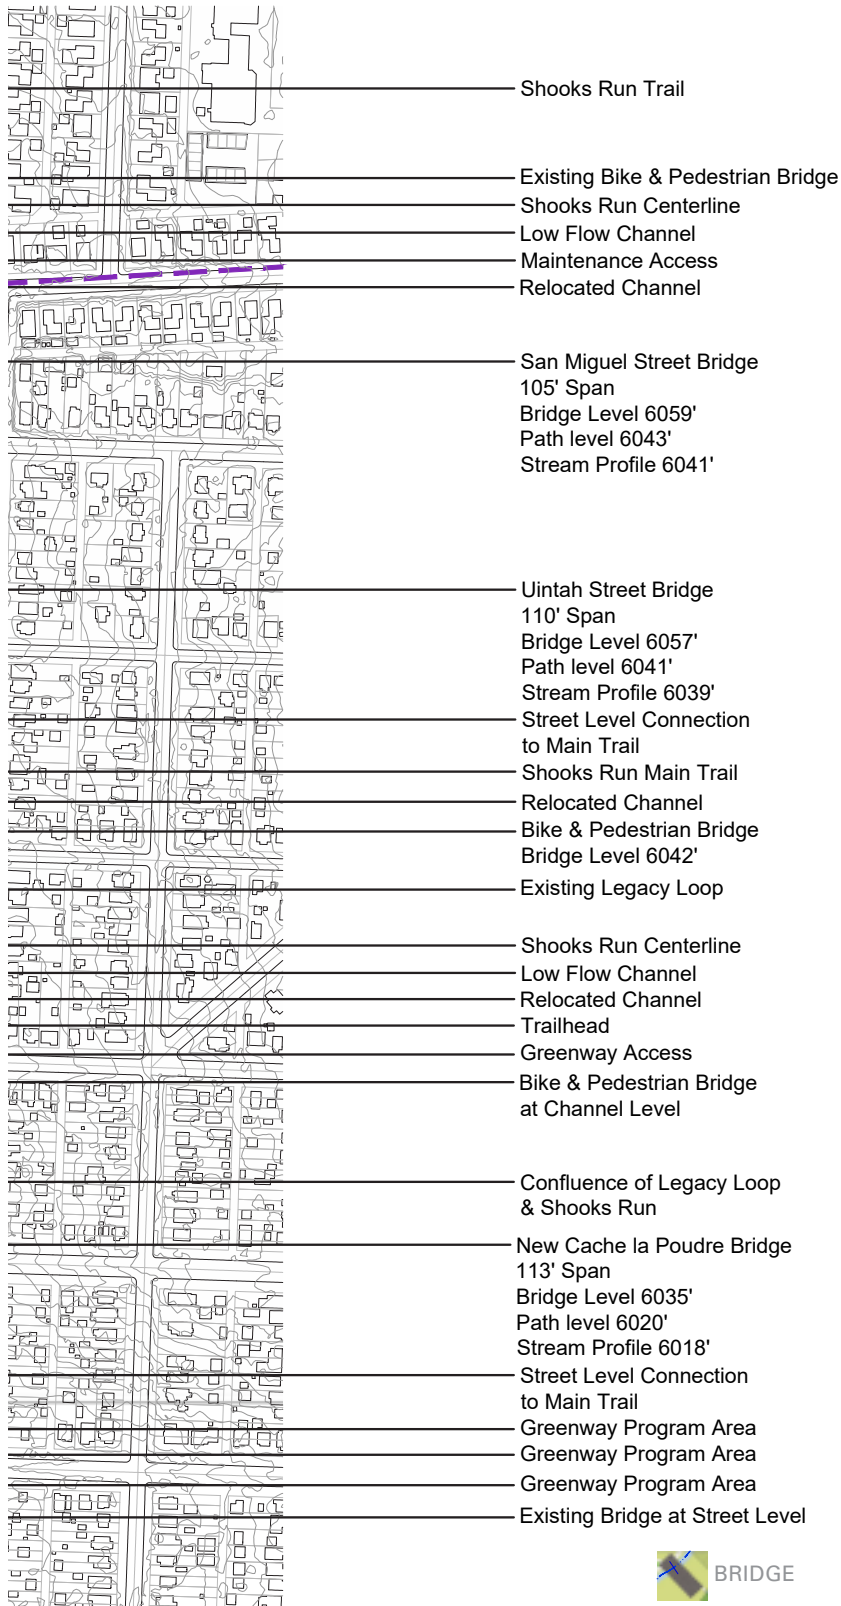 Shooks Run Trail
Existing Bike & Pedestrian Bridge
Shooks Run Centerline
Low Flow Channel
Maintenance Access
Relocated Channel
San Miguel Street Bridge
105' Span
Bridge Level 6059'
Path level 6043'
Stream Profile 6041'
Uintah Street Bridge
110' Span
Bridge Level 6057'
Path level 6041'
Stream Profile 6039'
Street Level Connection
to Main Trail
Shooks Run Main Trail
Relocated Channel
Bike & Pedestrian Bridge
Bridge Level 6042'
Existing Legacy Loop
Shooks Run Centerline
Low Flow Channel
Relocated Channel
Trailhead
Greenway Access
Bike & Pedestrian Bridge
at Channel Level
Confluence of Legacy Loop
& Shooks Run
New Cache la Poudre Bridge
113' Span
Bridge Level 6035'
Path level 6020'
Stream Profile 6018'
Street Level Connection
to Main Trail
Greenway Program Area
Greenway Program Area
Greenway Program Area
Existing Bridge at Street Level
BRIDGE